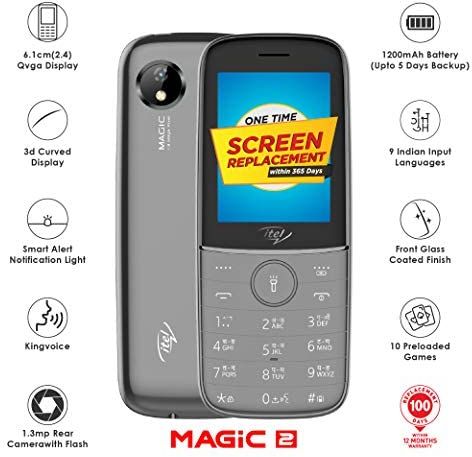 6.1cm(2.4)
Qvga Display
3d Curved
Display
Smart Alert
Notification Light
Kingvoice
1.3mp Rear
Camerawith Flash
MAGIC
itel
ONE TIME
SCREEN
REPLACEMENT
within 365 Days
itel
1
2 ABC
3 DEF
4 GHI
5 JKL
6 MNO
7 PQRS
8 TUV
9 WXYZ
0
#
MAGiC 2
1200mAh Battery
(Upto 5 Days Backup)
9 Indian Input
Languages
Front Glass
Coated Finish
10 Preloaded
Games
REPLACEMENT
100
DAYS
WITHIN
12 MONTHS
WARRANTY